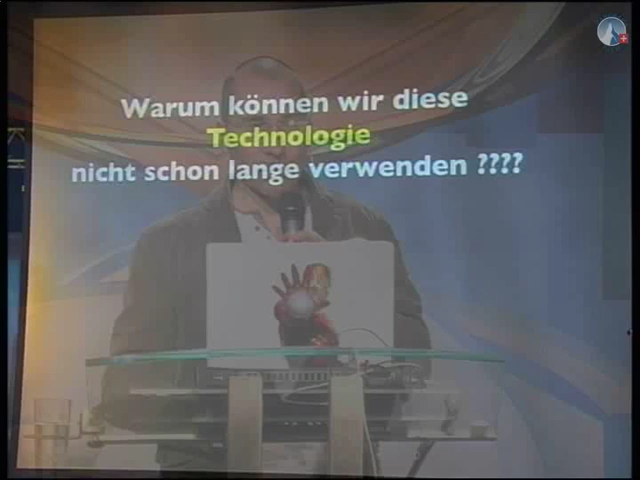 Warum können wir diese
Technologie
nicht schon lange verwenden ????